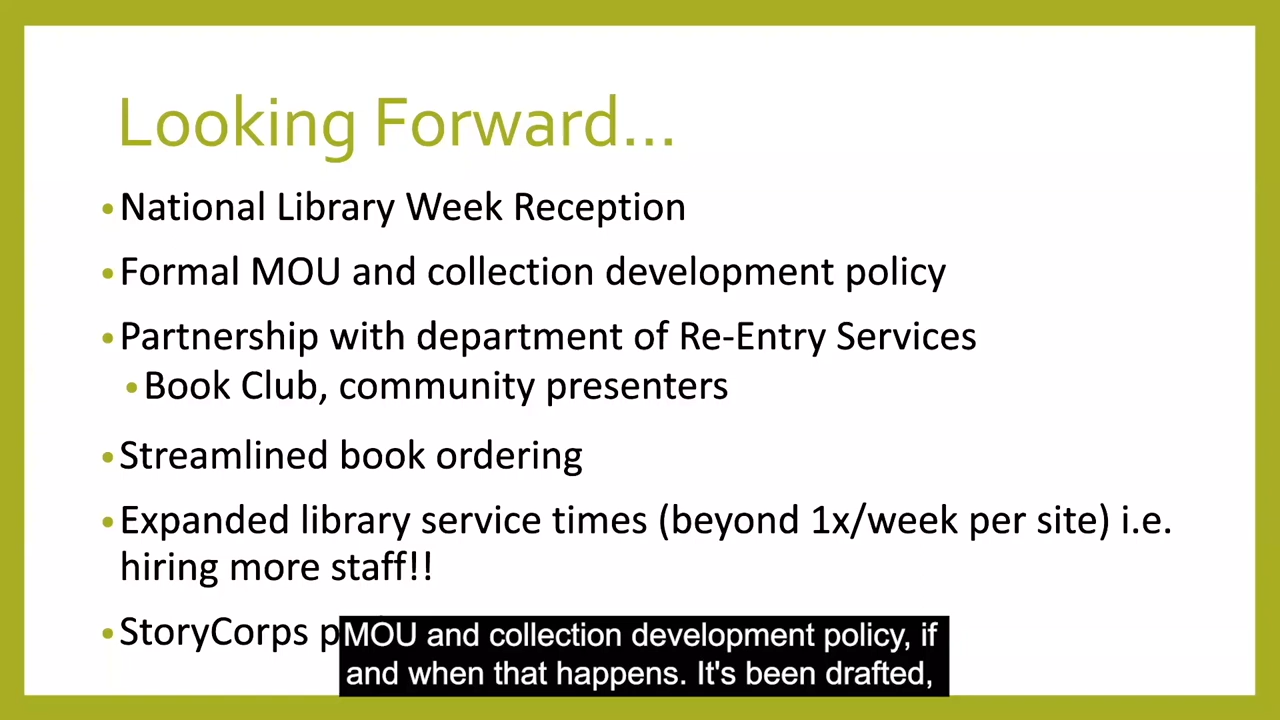 Looking Forward...
•National Library Week Reception
•Formal MOU and collection development policy
•Partnership with department of Re-Entry Services
•Book Club, community presenters
•Streamlined book ordering
•Expanded library service times (beyond 1x/week per site) i.e.
hiring more staff!!
•StoryCorps
MOU and collection development policy, if
and when that happens. It's been drafted,